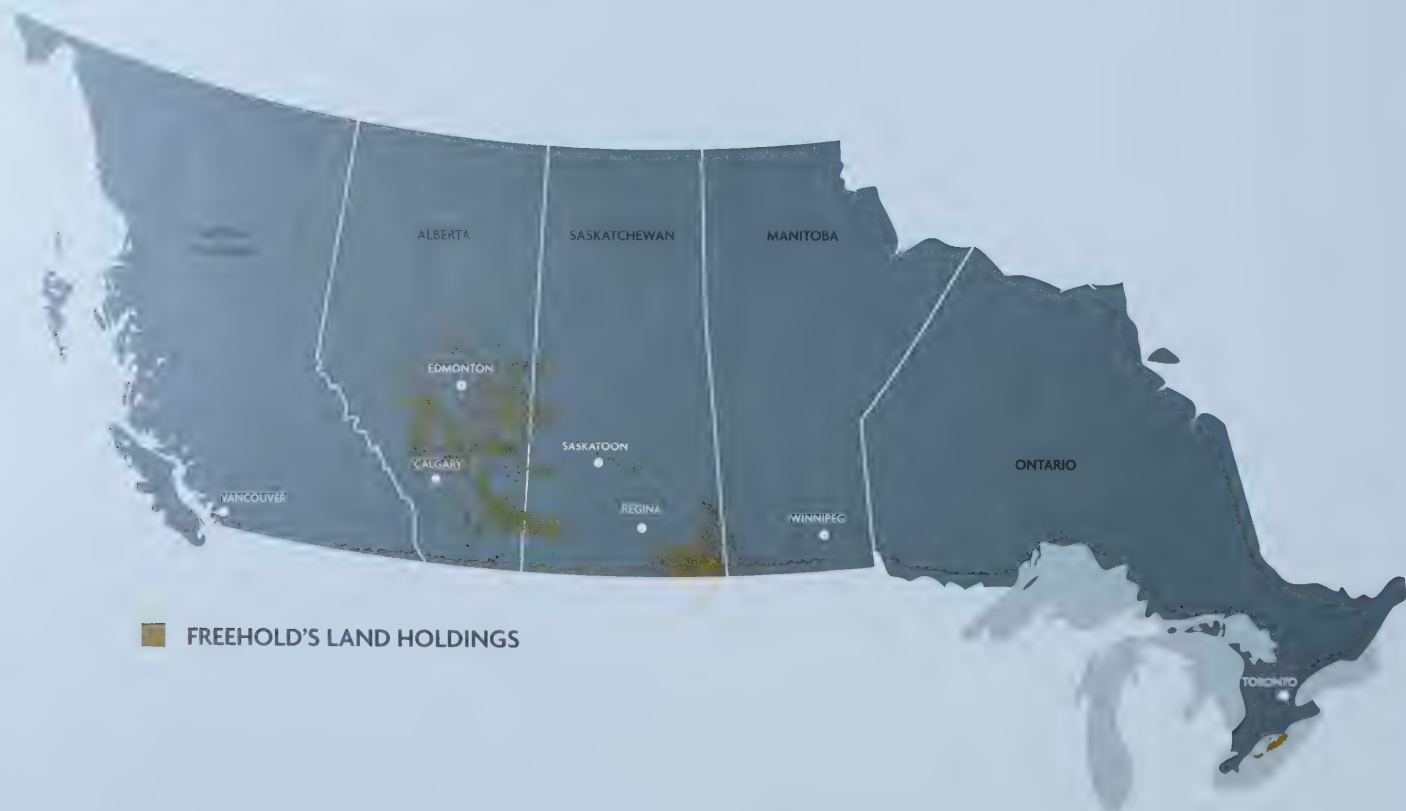 ALBERTA
SASKATCHEWAN
MANITOBA
EDMONTON
SASKATOON
CALGARY
ONTARIO
VANCOUVER
REGINA
WINNIPEG
FREEHOLD'S LAND HOLDINGS
TORONTO